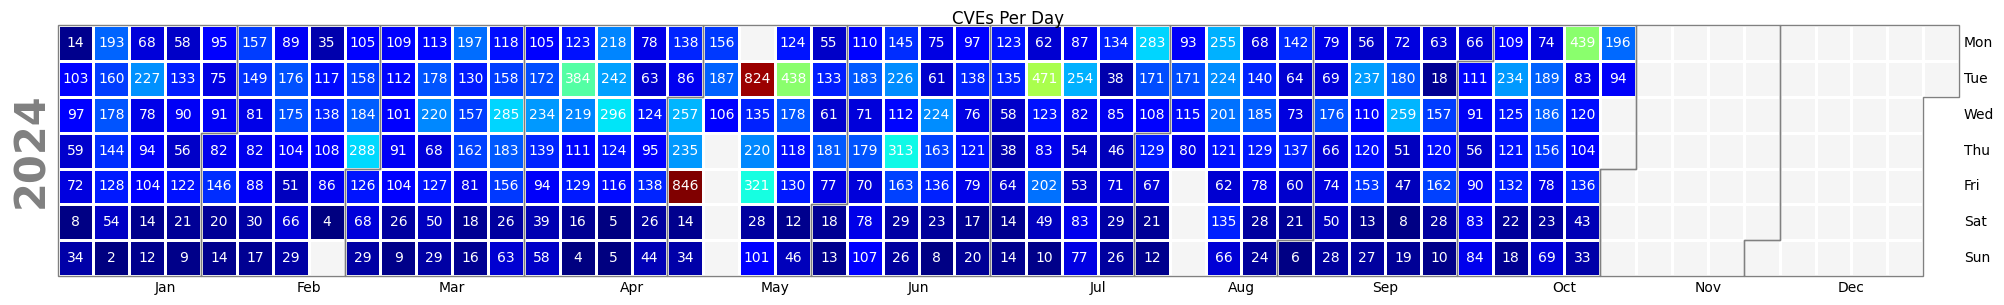 CVEs Per Day
2024
14 193 68 58 95 157 89 35 105 109 113 197 118 105 123 218 78 138 156 124 55 110 145 75 97 123 62 87 134 283 93 255 68 142 79 56 72 63 66 109 74 439 196 Mon
103 160 227 133 75 149 176 117 158 112 178 130 158 172 384 242 63 86 187 824 438 133 183 226 61 138 135 471 254 38 171 171 224 140 64 69 237 180 18 111 234 189 83 94 Tue
97 178 78 90 91 81 175 138 184 101 220 157 285 234 219 296 124 257 106 135 178 61 71 112 224 76 58 123 82 85 108 115 201 185 73 176 110 259 157 91 125 186 120 Wed
59 144 94 56 82 82 104 108 288 91 68 162 183 139 111 124 95 235 220 118 181 179 313 163 121 38 83 54 46 129 80 121 129 137 66 120 51 120 56 121 156 104 Thu
72 128 104 122 146 88 51 86 126 104 127 81 156 94 129 116 138 846 321 130 77 70 163 136 79 64 202 53 71 67 62 78 60 74 153 47 162 90 132 78 136 Fri
8 54 14 21 20 30 66 4 68 26 50 18 26 39 16 5 26 14 28 12 18 78 29 23 17 14 49 83 29 21 135 28 21 50 13 8 28 83 22 23 43 Sat
34 2 12 9 14 17 29 29 9 29 16 63 58 4 5 44 34 101 46 13 107 26 8 20 14 10 77 26 12 66 24 6 28 27 19 10 84 18 69 33 Sun
Jan Feb Mar Apr May Jun Jul Aug Sep Oct Nov Dec